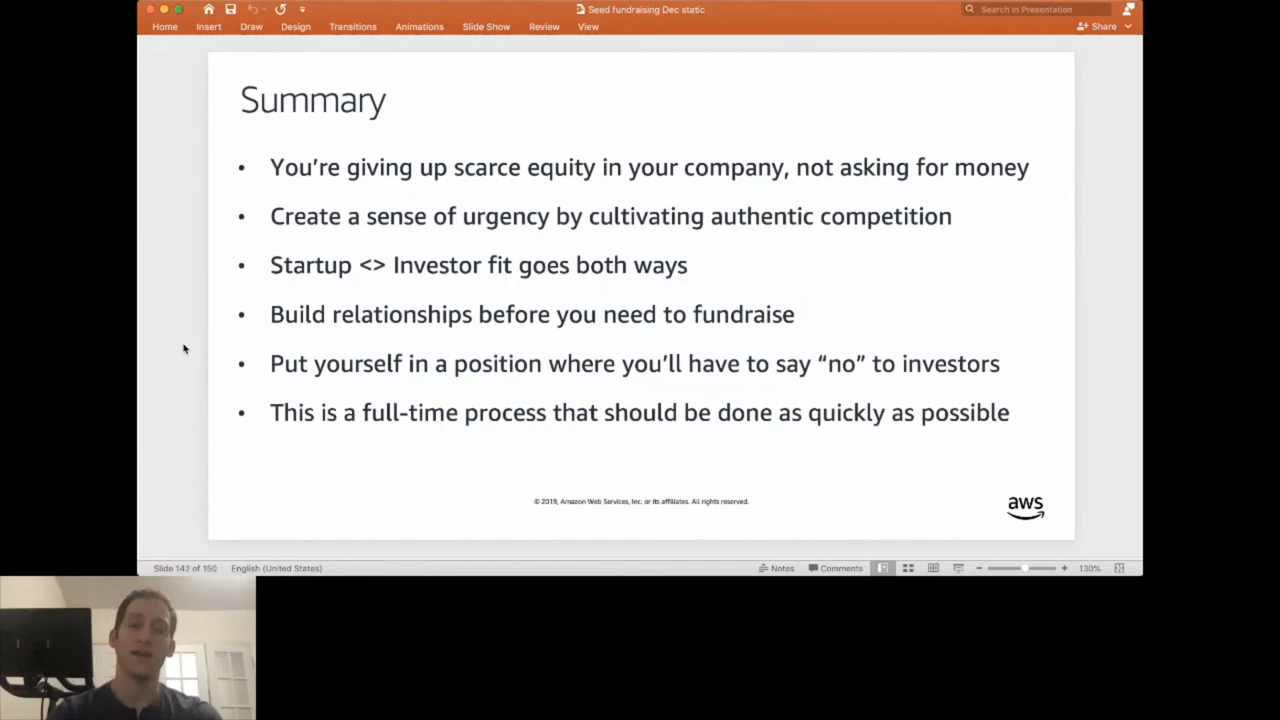 Seed fundraising Dec static
Search in Presentation
Home Insert Draw Design Transitions Animations Slide Show Review View Share
Summary
• You’re giving up scarce equity in your company, not asking for money
• Create a sense of urgency by cultivating authentic competition
• Startup <> Investor fit goes both ways
• Build relationships before you need to fundraise
• Put yourself in a position where you’ll have to say “no” to investors
• This is a full-time process that should be done as quickly as possible
© 2019, Amazon Web Services, Inc. or its affiliates. All rights reserved.
aws
Slide 142 of 150 English (United States) Notes Comments 130%